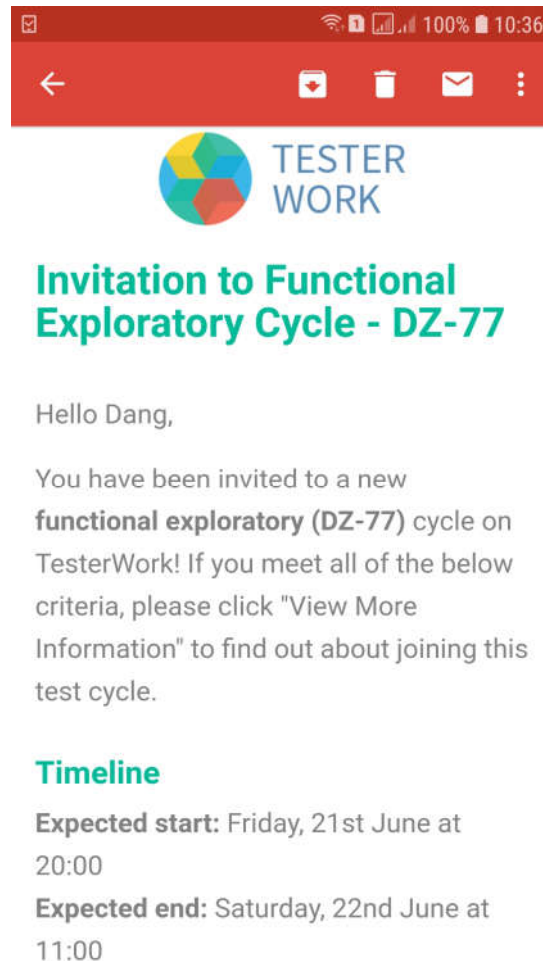 100% 10:36
TESTER
WORK
Invitation to Functional
Exploratory Cycle - DZ-77
Hello Dang,
You have been invited to a new
functional exploratory (DZ-77) cycle on
TesterWork! If you meet all of the below
criteria, please click "View More
Information" to find out about joining this
test cycle.
Timeline
Expected start: Friday, 21st June at
20:00
Expected end: Saturday, 22nd June at
11:00